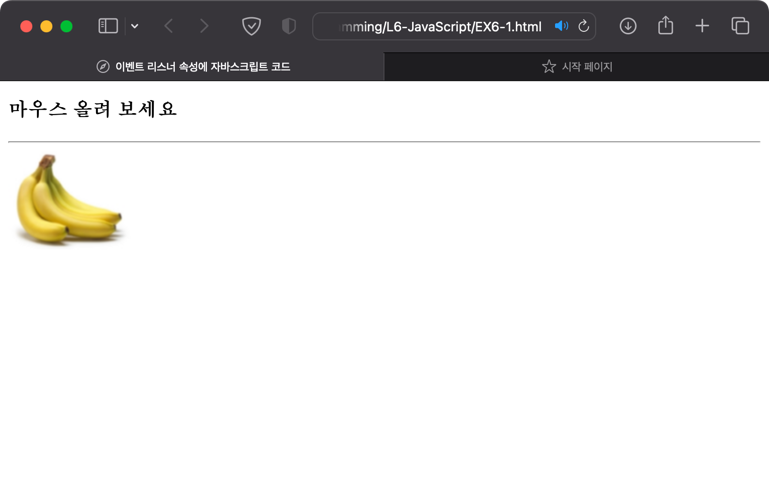 mming/L6-JavaScript/EX6-1.html
이벤트 리스너 속성에 자바스크립트 코드
시작 페이지
마우스 올려 보세요